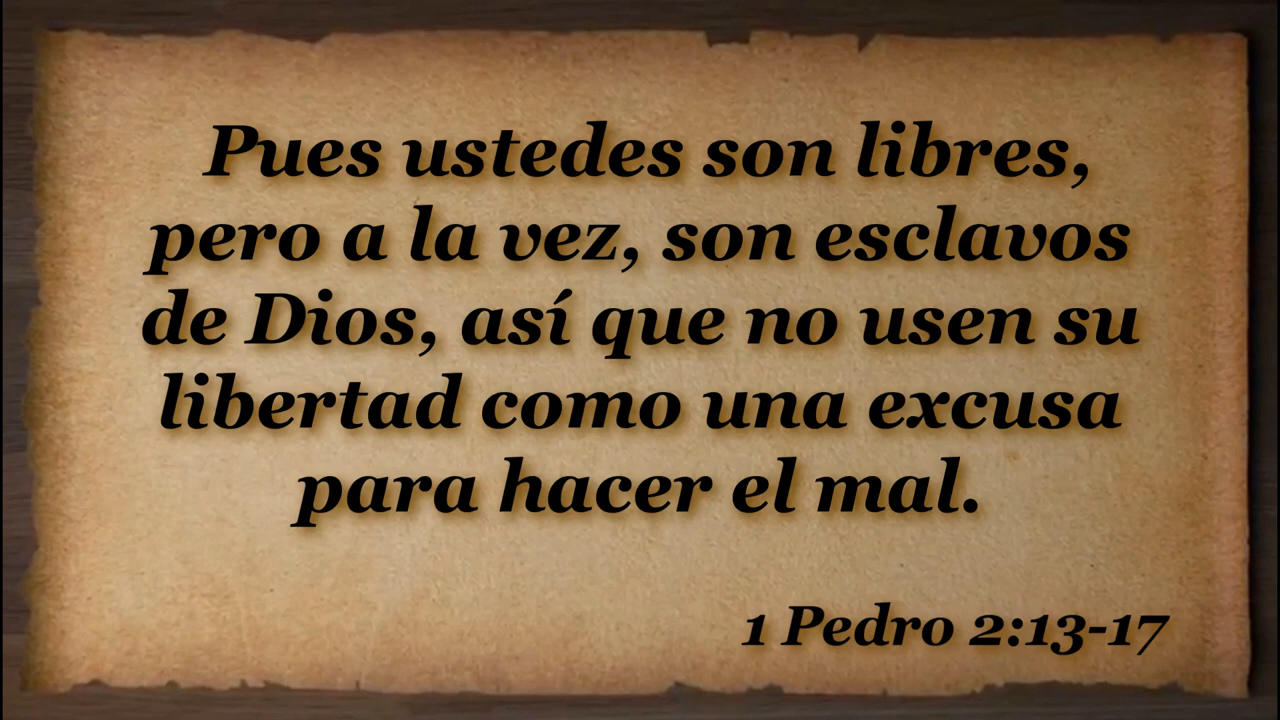 Pues ustedes son libres,
pero a la vez, son esclavos
de Dios, así que no usen su
libertad como una excusa
para hacer el mal.
1 Pedro 2:13-17